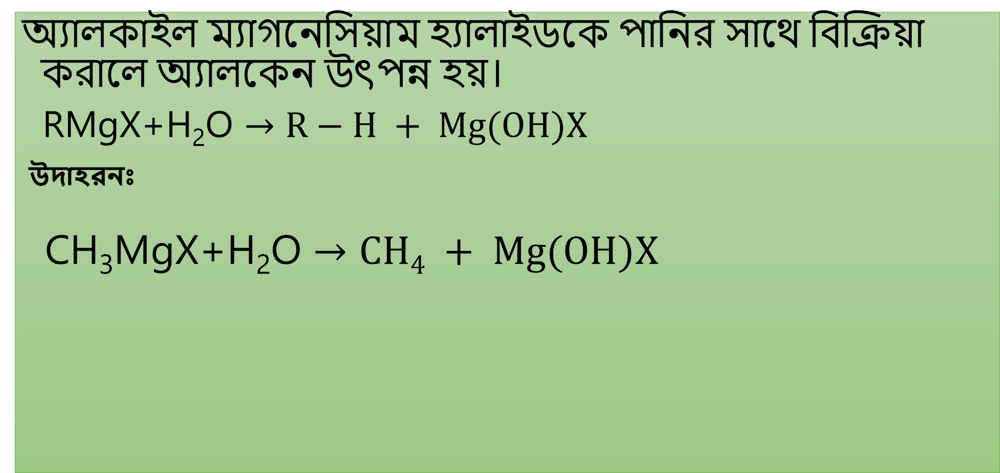 অ্যালকাইল ম্যাগনেসিয়াম হ্যালাইডকে পানির সাথে বিক্রিয়া
করালে অ্যালকেন উৎপন্ন হয়।
RMgX+H₂O → R − H + Mg(OH)X
উদাহরনঃ
CH₃MgX+H₂O → CH₄ + Mg(OH)X